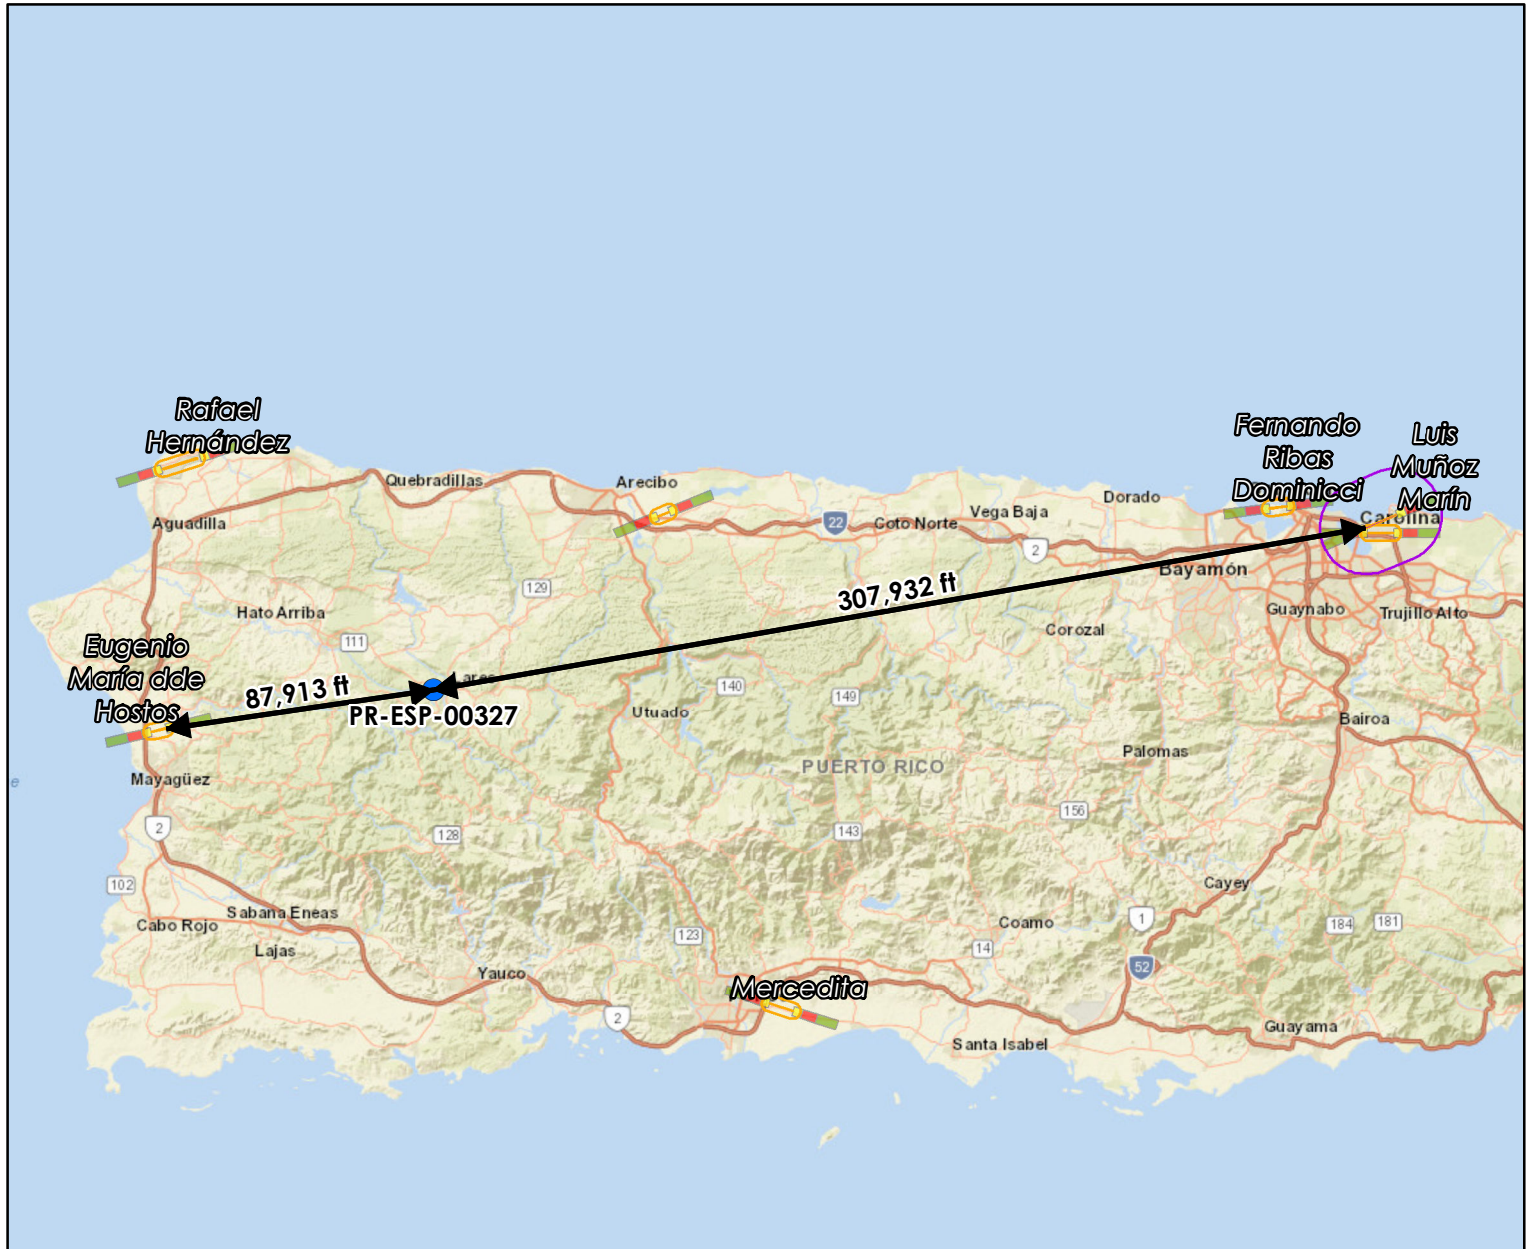 Rafael
Hernández
Fernando
Ribas
Dominicci
Luis
Muñoz
Marín
Quebradillas
Arecibo
Dorado
Aguadilla
22
Coto Norte
Vega Baja
2
Carolina
Bayamón
129
307,932 ft
Hato Arriba
111
Guaynabo
Trujillo Alto
Corozal
Eugenio
María dde
Hostos
87,913 ft
PR-ESP-00327
140
149
Utuado
Bairoa
Palomas
PUERTO RICO
Mayagüez
e
156
2
128
143
102
Cayey
Sabana Eneas
Cabo Rojo
Lajas
123
Coamo
1
184
181
14
52
Yauco
Mercedita
2
Guayama
Santa Isabel